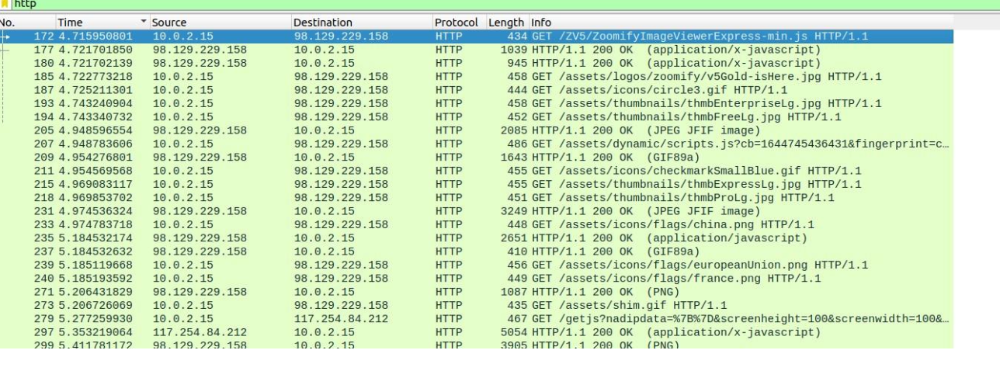 http
No. Time Source Destination Protocol Length Info
172 4.715950801 10.0.2.15 98.129.229.158 HTTP 434 GET /ZV5/ZoomifyImageViewerExpress-min.js HTTP/1.1
177 4.721701850 98.129.229.158 10.0.2.15 HTTP 1039 HTTP/1.1 200 OK (application/x-javascript)
180 4.721702139 98.129.229.158 10.0.2.15 HTTP 945 HTTP/1.1 200 OK (application/x-javascript)
185 4.722773218 10.0.2.15 98.129.229.158 HTTP 458 GET /assets/logos/zoomify/v5Gold-isHere.jpg HTTP/1.1
187 4.725211301 10.0.2.15 98.129.229.158 HTTP 444 GET /assets/icons/circle3.gif HTTP/1.1
193 4.743240904 10.0.2.15 98.129.229.158 HTTP 458 GET /assets/thumbnails/thmbEnterpriseLg.jpg HTTP/1.1
194 4.743340732 10.0.2.15 98.129.229.158 HTTP 452 GET /assets/thumbnails/thmbFreeLg.jpg HTTP/1.1
205 4.948596554 98.129.229.158 10.0.2.15 HTTP 2085 HTTP/1.1 200 OK (JPEG JFIF image)
207 4.948783606 10.0.2.15 98.129.229.158 HTTP 486 GET /assets/dynamic/scripts.js?cb=1644745436431&fingerprint=c…
209 4.954276801 98.129.229.158 10.0.2.15 HTTP 1643 HTTP/1.1 200 OK (GIF89a)
211 4.954569568 10.0.2.15 98.129.229.158 HTTP 455 GET /assets/icons/checkmarkSmallBlue.gif HTTP/1.1
215 4.969083117 10.0.2.15 98.129.229.158 HTTP 455 GET /assets/thumbnails/thmbExpressLg.jpg HTTP/1.1
218 4.969853702 10.0.2.15 98.129.229.158 HTTP 451 GET /assets/thumbnails/thmbProLg.jpg HTTP/1.1
231 4.974536324 98.129.229.158 10.0.2.15 HTTP 3249 HTTP/1.1 200 OK (JPEG JFIF image)
233 4.974783718 10.0.2.15 98.129.229.158 HTTP 448 GET /assets/icons/flags/china.png HTTP/1.1
235 5.184532174 98.129.229.158 10.0.2.15 HTTP 2651 HTTP/1.1 200 OK (application/javascript)
237 5.184532632 98.129.229.158 10.0.2.15 HTTP 410 HTTP/1.1 200 OK (GIF89a)
239 5.185119668 10.0.2.15 98.129.229.158 HTTP 456 GET /assets/icons/flags/europeanUnion.png HTTP/1.1
240 5.185193592 10.0.2.15 98.129.229.158 HTTP 449 GET /assets/icons/flags/france.png HTTP/1.1
271 5.206431829 98.129.229.158 10.0.2.15 HTTP 1087 HTTP/1.1 200 OK (PNG)
273 5.206726069 10.0.2.15 98.129.229.158 HTTP 435 GET /assets/shim.gif HTTP/1.1
279 5.277259930 10.0.2.15 117.254.84.212 HTTP 467 GET /getjs?nadipdata=%7B%7D&screenheight=100&screenwidth=100&…
297 5.353219064 117.254.84.212 10.0.2.15 HTTP 5054 HTTP/1.1 200 OK (application/x-javascript)
299 5.411781172 98.129.229.158 10.0.2.15 HTTP 3905 HTTP/1.1 200 OK (PNG)